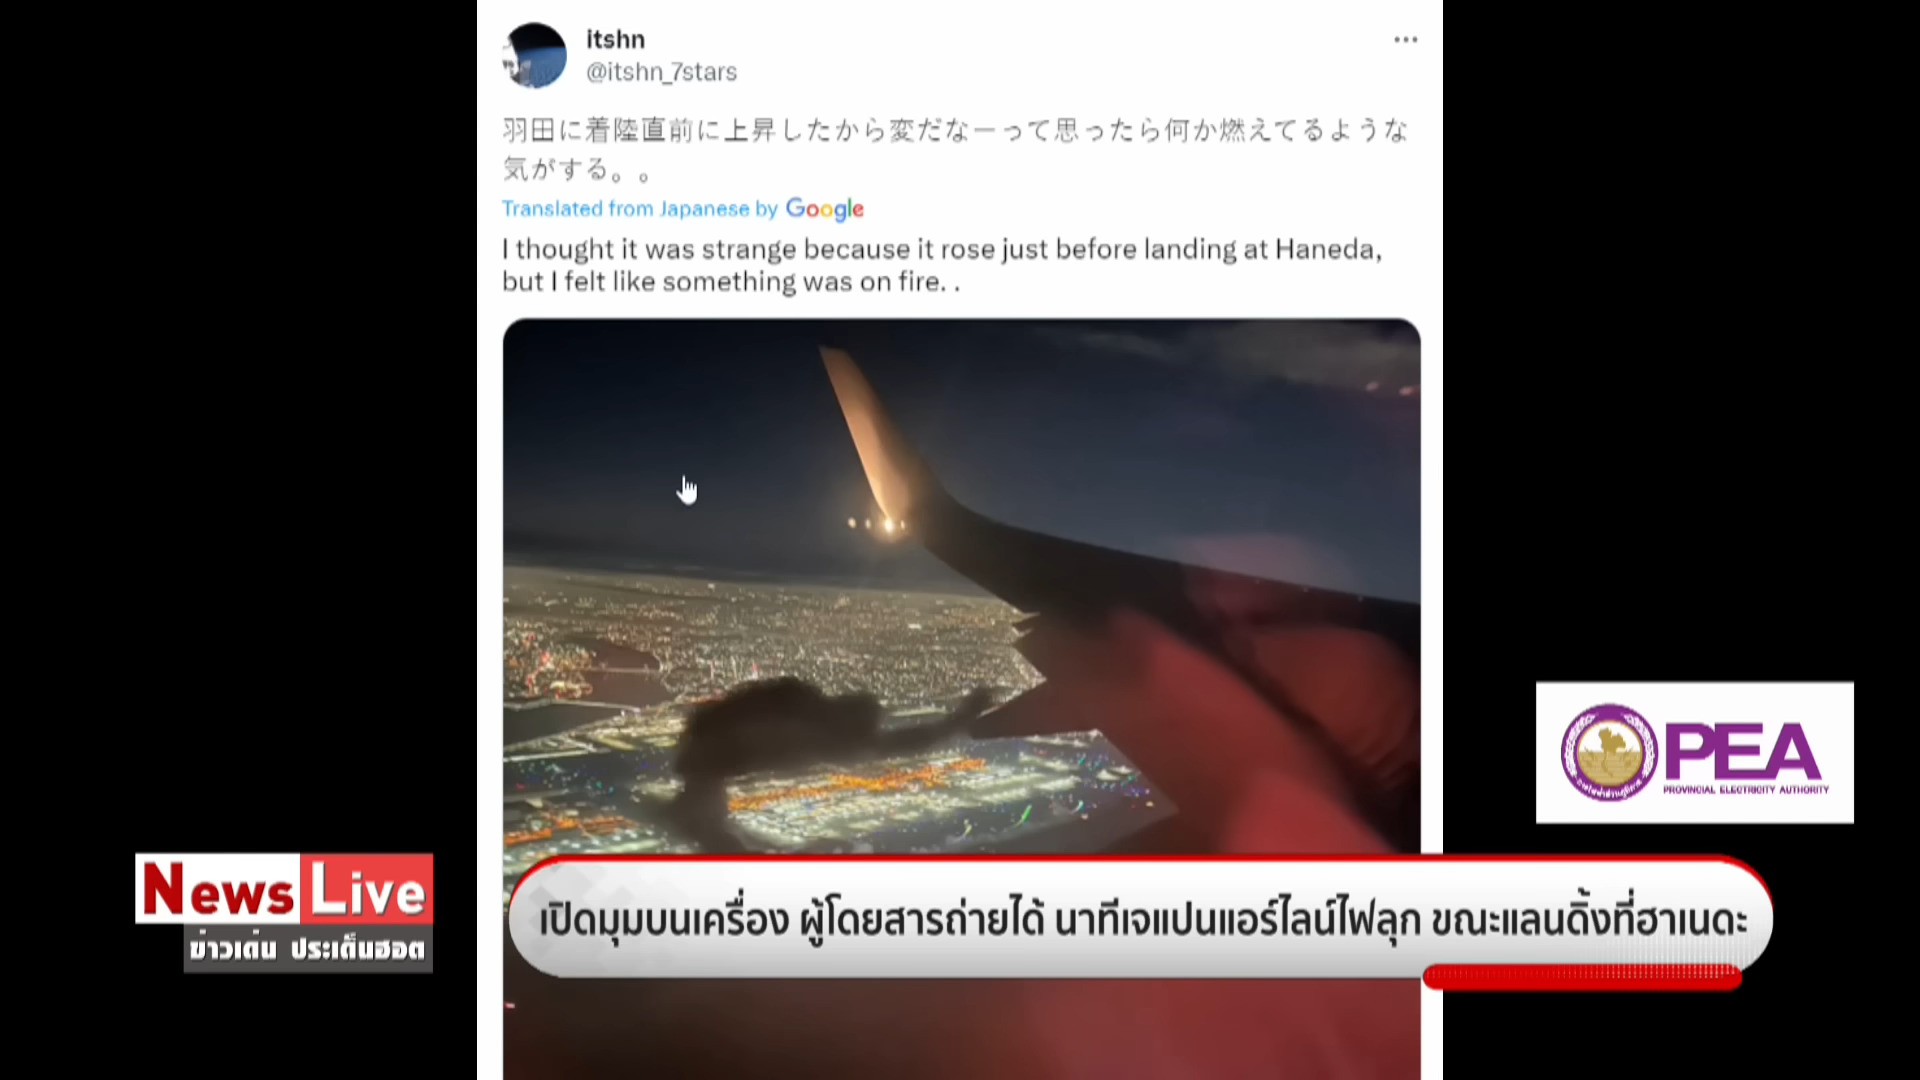 itshn
@itshn_7stars
羽田に着陸直前に上昇したから変だなーって思ったら何か燃えてるような
気がする。。
Translated from Japanese by Google
I thought it was strange because it rose just before landing at Haneda,
but I felt like something was on fire. .
PEA
PROVINCIAL ELECTRICITY AUTHORITY
News Live
ข่าวเด่น ประเด็นฮอต
เปิดมุมบนเครื่อง ผู้โดยสารถ่ายได้ นาทีเจแปนแอร์ไลน์ไฟลุก ขณะแลนดิ้งที่ฮาเนดะ